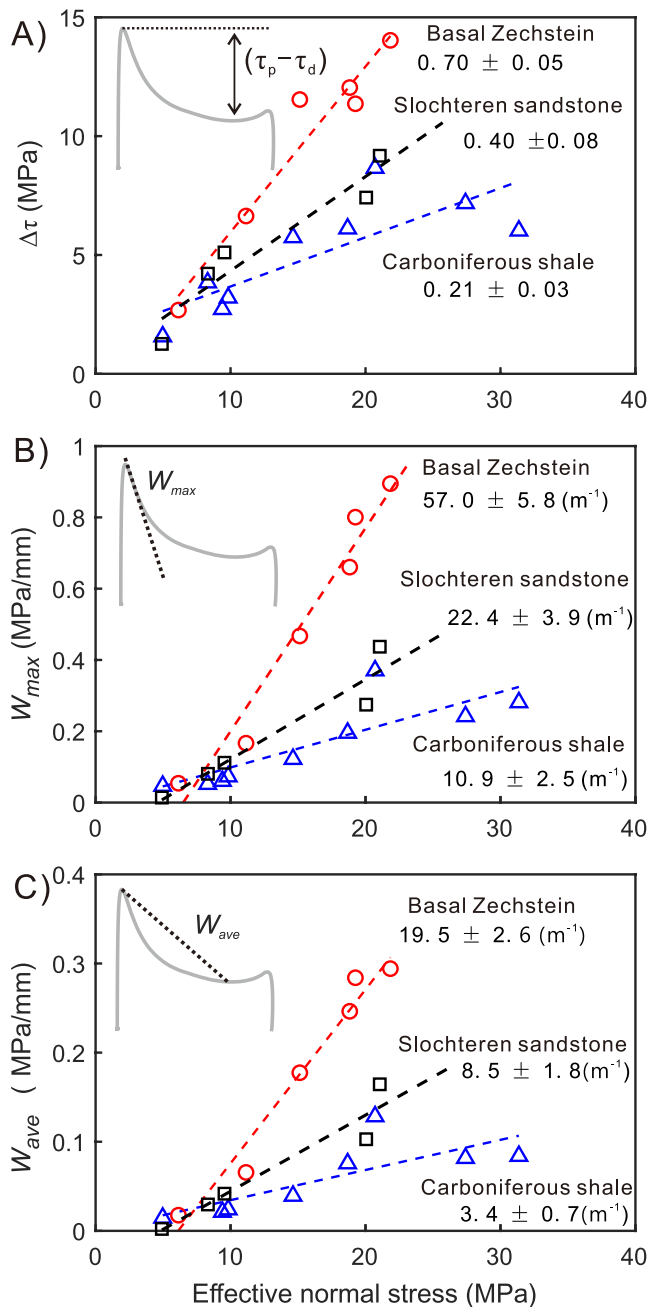 A)
15
10
5
0
Δτ (MPa)
(τp−τd)
Basal Zechstein
0.70 ± 0.05
Slochteren sandstone
0.40 ±0.08
Carboniferous shale
0.21 ± 0.03
0 10 20 30 40
B)
1
0.8
0.6
0.4
0.2
0
Wmax (MPa/mm)
Wmax
Basal Zechstein
57.0 ± 5.8 (m⁻¹)
Slochteren sandstone
22.4 ± 3.9 (m⁻¹)
Carboniferous shale
10.9 ± 2.5 (m⁻¹)
0 10 20 30 40
C)
0.4
0.3
0.2
0.1
0
Wave ( MPa/mm)
Wave
Basal Zechstein
19.5 ± 2.6 (m⁻¹)
Slochteren sandstone
8.5 ± 1.8(m⁻¹)
Carboniferous shale
3.4 ± 0.7(m⁻¹)
0 10 20 30 40
Effective normal stress (MPa)